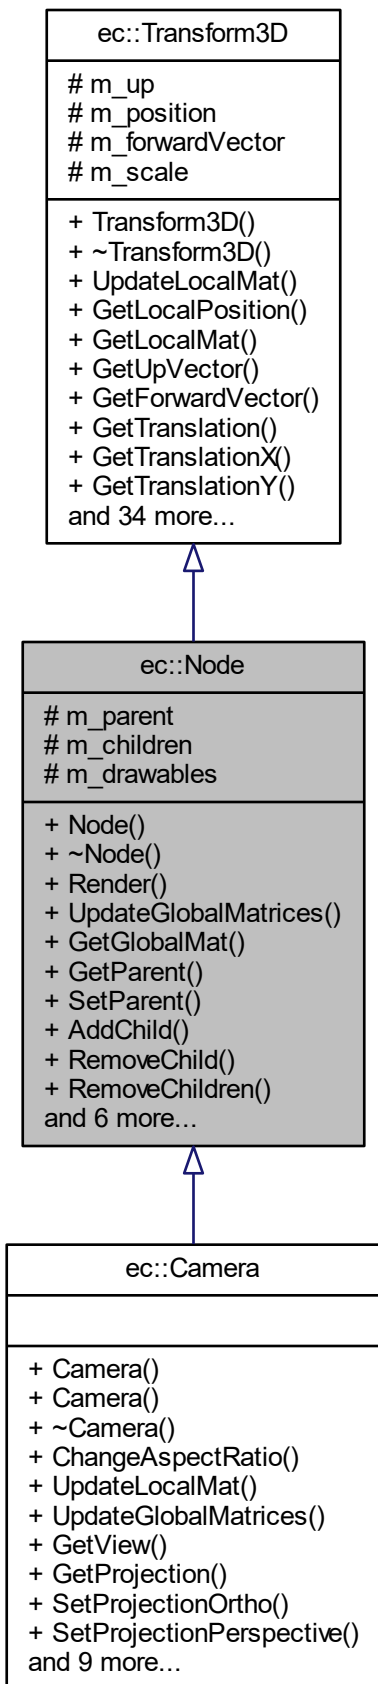 ec::Transform3D
# m_up
# m_position
# m_forwardVector
# m_scale
+ Transform3D()
+ ~Transform3D()
+ UpdateLocalMat()
+ GetLocalPosition()
+ GetLocalMat()
+ GetUpVector()
+ GetForwardVector()
+ GetTranslation()
+ GetTranslationX()
+ GetTranslationY()
and 34 more...
ec::Node
# m_parent
# m_children
# m_drawables
+ Node()
+ ~Node()
+ Render()
+ UpdateGlobalMatrices()
+ GetGlobalMat()
+ GetParent()
+ SetParent()
+ AddChild()
+ RemoveChild()
+ RemoveChildren()
and 6 more...
ec::Camera
+ Camera()
+ Camera()
+ ~Camera()
+ ChangeAspectRatio()
+ UpdateLocalMat()
+ UpdateGlobalMatrices()
+ GetView()
+ GetProjection()
+ SetProjectionOrtho()
+ SetProjectionPerspective()
and 9 more...